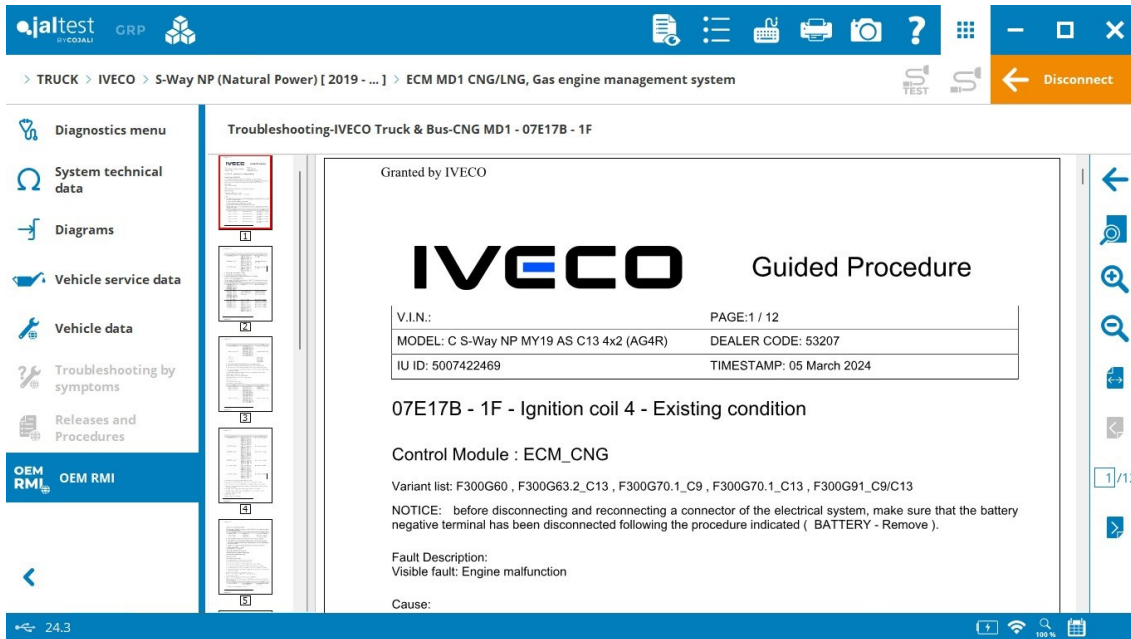 jaltest GRP
BY COJALI
> TRUCK > IVECO > S-Way NP (Natural Power) [ 2019 - ... ] > ECM MD1 CNG/LNG, Gas engine management system
TEST
Disconnect
Diagnostics menu
System technical
data
Diagrams
Vehicle service data
Vehicle data
Troubleshooting by
symptoms
Releases and
Procedures
OEM
RMI
OEM RMI
Troubleshooting-IVECO Truck & Bus-CNG MD1 - 07E17B - 1F
1
2
3
4
5
Granted by IVECO
IVECO
Guided Procedure
V.I.N.: PAGE:1 / 12
MODEL: C S-Way NP MY19 AS C13 4x2 (AG4R) DEALER CODE: 53207
IU ID: 5007422469 TIMESTAMP: 05 March 2024
07E17B - 1F - Ignition coil 4 - Existing condition
Control Module : ECM_CNG
Variant list: F300G60 , F300G63.2_C13 , F300G70.1_C9 , F300G70.1_C13 , F300G91_C9/C13
NOTICE: before disconnecting and reconnecting a connector of the electrical system, make sure that the battery
negative terminal has been disconnected following the procedure indicated ( BATTERY - Remove ).
Fault Description:
Visible fault: Engine malfunction
Cause:
1
24.3
100 %